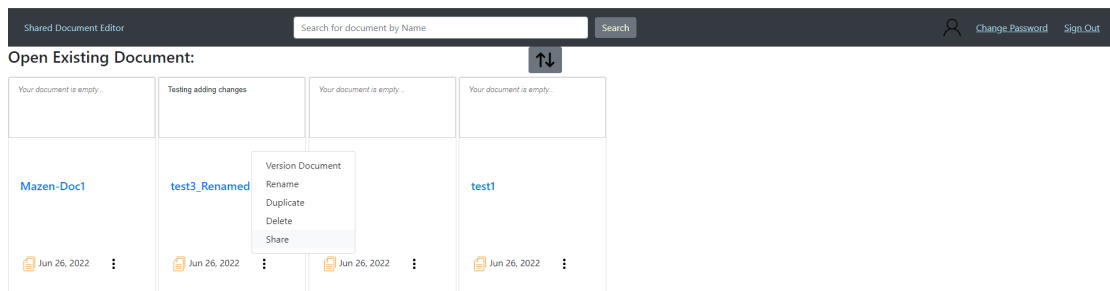 Shared Document Editor
Search for document by Name
Search
Change Password
Sign Out
Open Existing Document:
Your document is empty...
Testing adding changes
Your document is empty...
Your document is empty...
Mazen-Doc1
test3_Renamed
test1
Version Document
Rename
Duplicate
Delete
Share
Jun 26, 2022
Jun 26, 2022
Jun 26, 2022
Jun 26, 2022